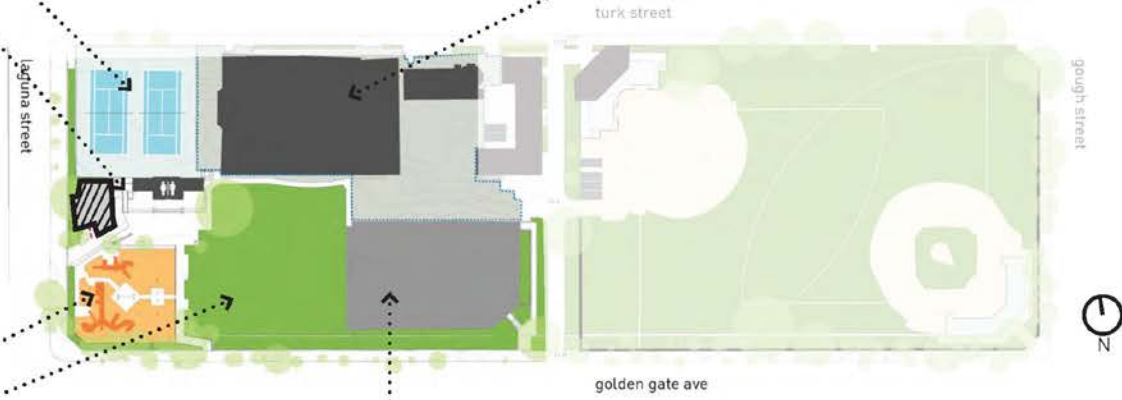 turk street
laguna street
gough street
N
golden gate ave